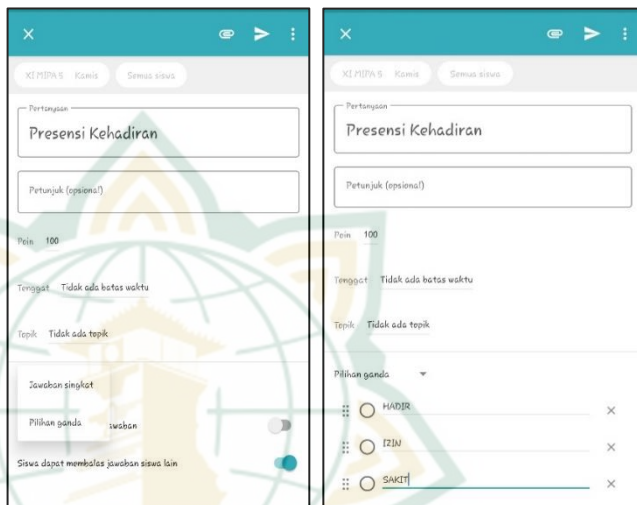 XI MIPA 5 Kamis Semua siswa
Pertanyaan
Presensi Kehadiran
Petunjuk (opsional)
Poin 100
Tenggat Tidak ada batas waktu
Topik Tidak ada topik
Jawaban singkat
Pilihan ganda
awaban
Siswa dapat membalas jawaban siswa lain
XI MIPA 5 Kamis Semua siswa
Pertanyaan
Presensi Kehadiran
Petunjuk (opsional)
Poin 100
Tenggat Tidak ada batas waktu
Topik Tidak ada topik
Pilihan ganda
HADIR
IZIN
SAKIT